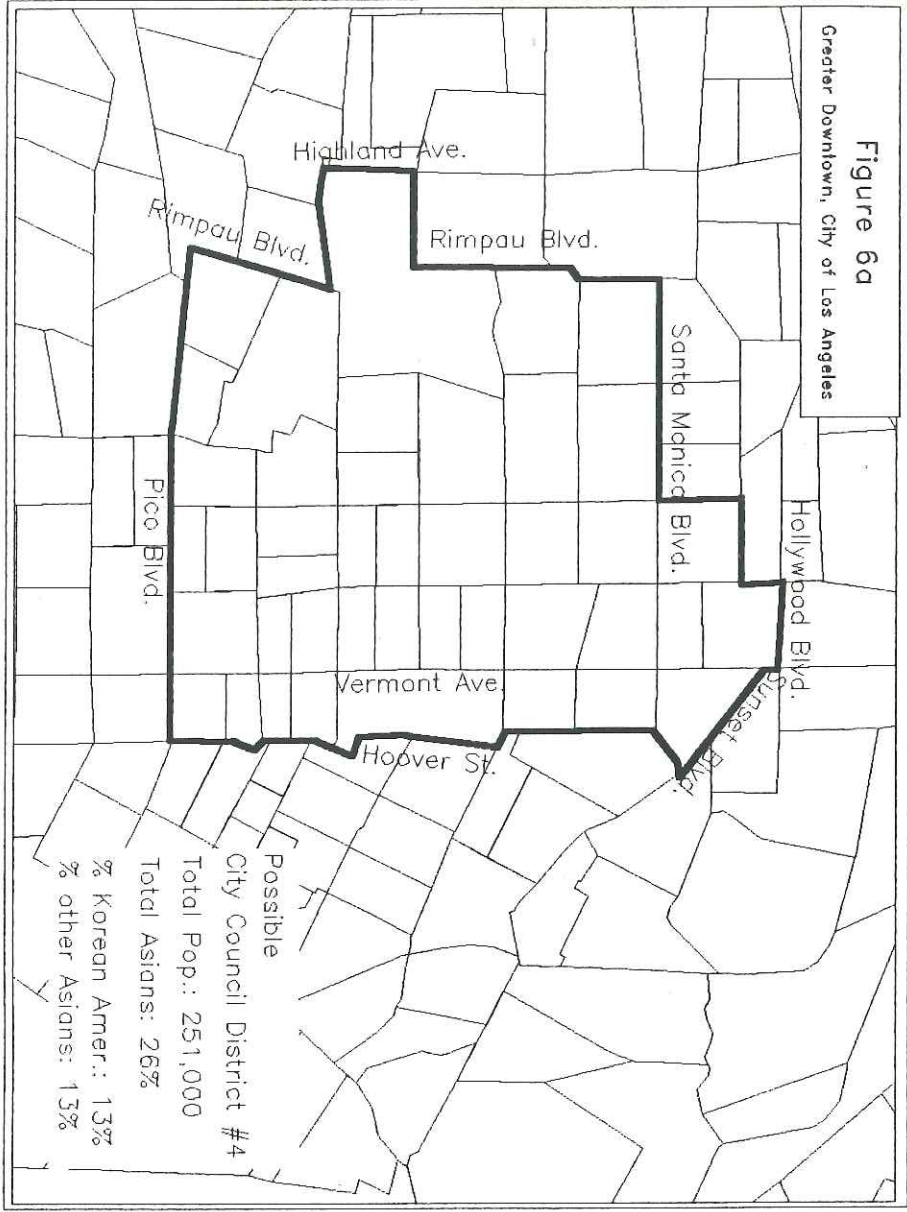 Figure 6a
Greater Downtown, City of Los Angeles
Hollywood Blvd.
Sunset Blvd.
Santa Monica Blvd.
Highland Ave.
Rimpau Blvd.
Rimpau Blvd.
Vermont Ave.
Hoover St.
Pico Blvd.
Possible
City Council District #4
Total Pop.: 251,000
Total Asians: 26%
% Korean Amer.: 13%
% other Asians: 13%